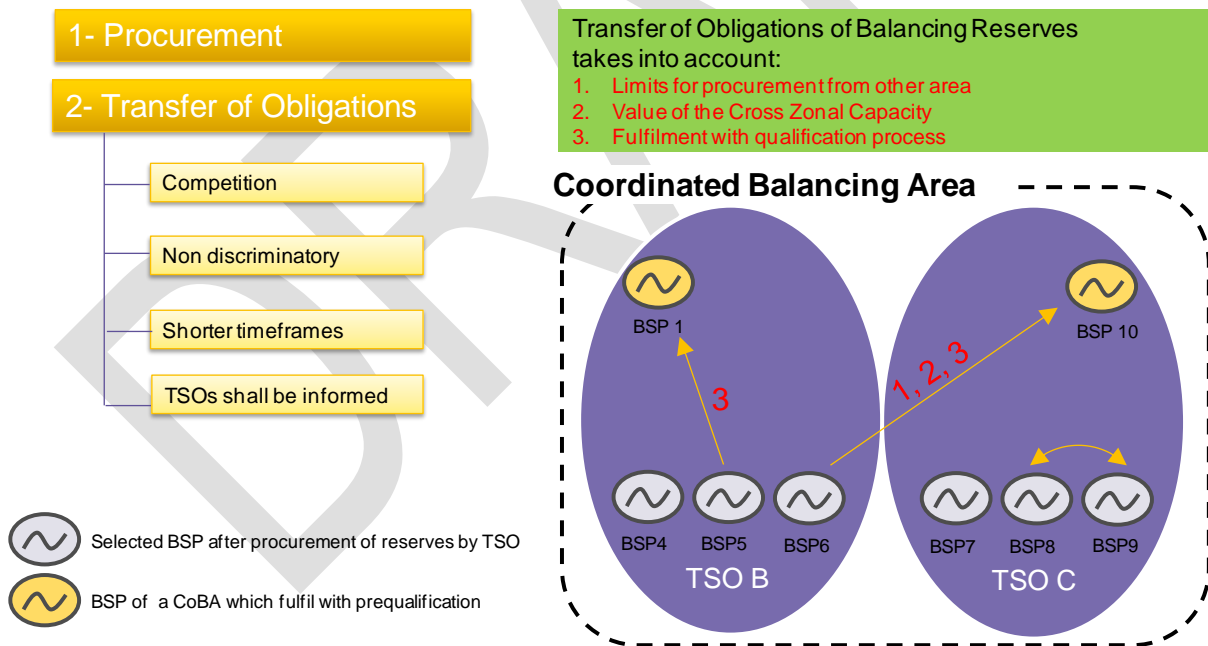 1- Procurement
2- Transfer of Obligations
Competition
Non discriminatory
Shorter timeframes
TSOs shall be informed
Selected BSP after procurement of reserves by TSO
BSP of a CoBA which fulfil with prequalification
Transfer of Obligations of Balancing Reserves
takes into account:
1. Limits for procurement from other area
2. Value of the Cross Zonal Capacity
3. Fulfilment with qualification process
Coordinated Balancing Area
BSP 1
BSP 10
3
1, 2, 3
BSP4
BSP5
BSP6
BSP7
BSP8
BSP9
TSO B
TSO C
DRA